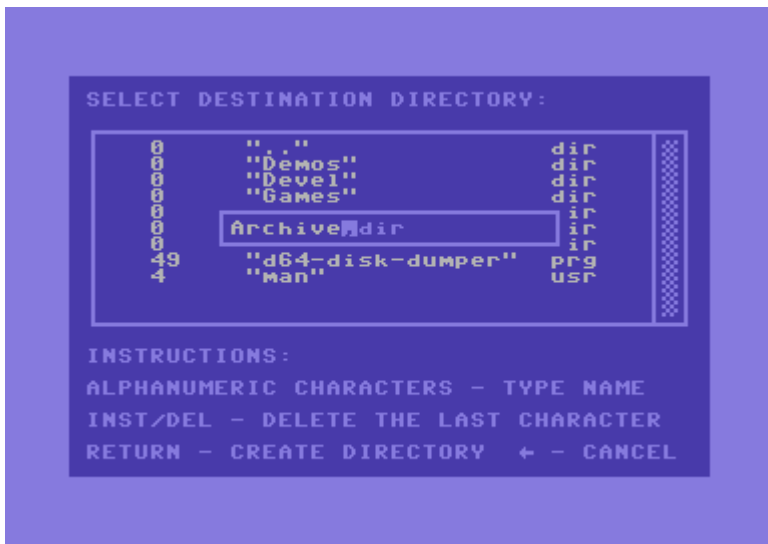 SELECT DESTINATION DIRECTORY:
0 ".." dir
0 "Demos" dir
0 "Devel" dir
0 "Games" dir
0 ir
0 Archive,dir ir
0 ir
49 "d64-disk-dumper" prg
4 "man" usr
INSTRUCTIONS:
ALPHANUMERIC CHARACTERS - TYPE NAME
INST/DEL - DELETE THE LAST CHARACTER
RETURN - CREATE DIRECTORY ← - CANCEL